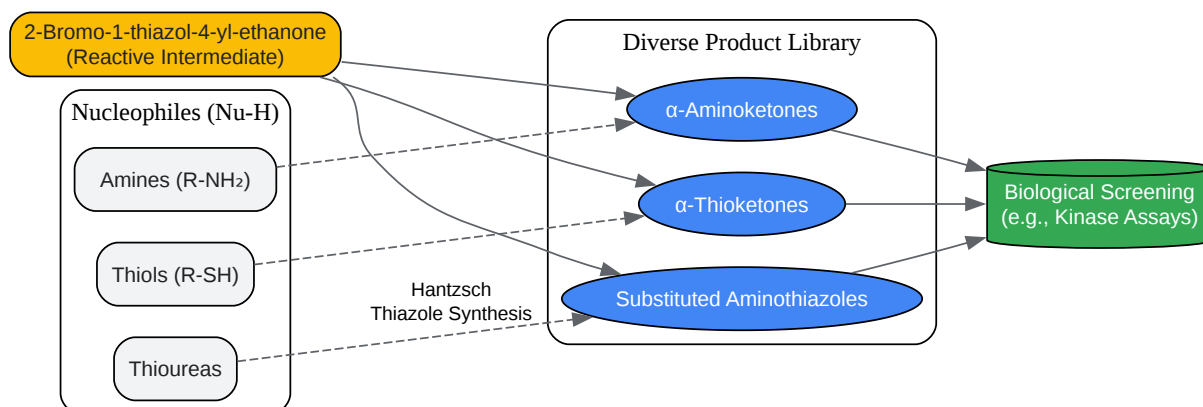 2-Bromo-1-thiazol-4-yl-ethanone
(Reactive Intermediate)
Nucleophiles (Nu-H)
Amines (R-NH₂)
Thiols (R-SH)
Thioureas
Hantzsch
Thiazole Synthesis
Diverse Product Library
α-Aminoketones
α-Thioketones
Substituted Aminothiazoles
Biological Screening
(e.g., Kinase Assays)